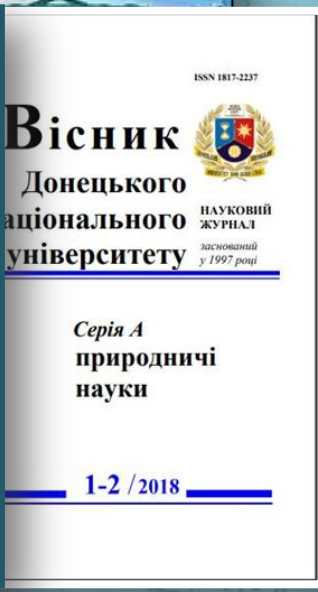 ISSN 1817-2237
Вісник
Донецького
аціонального
університету
НАУКОВИЙ
ЖУРНАЛ
заснований
у 1997 році
Серія А
природничі
науки
1-2 / 2018